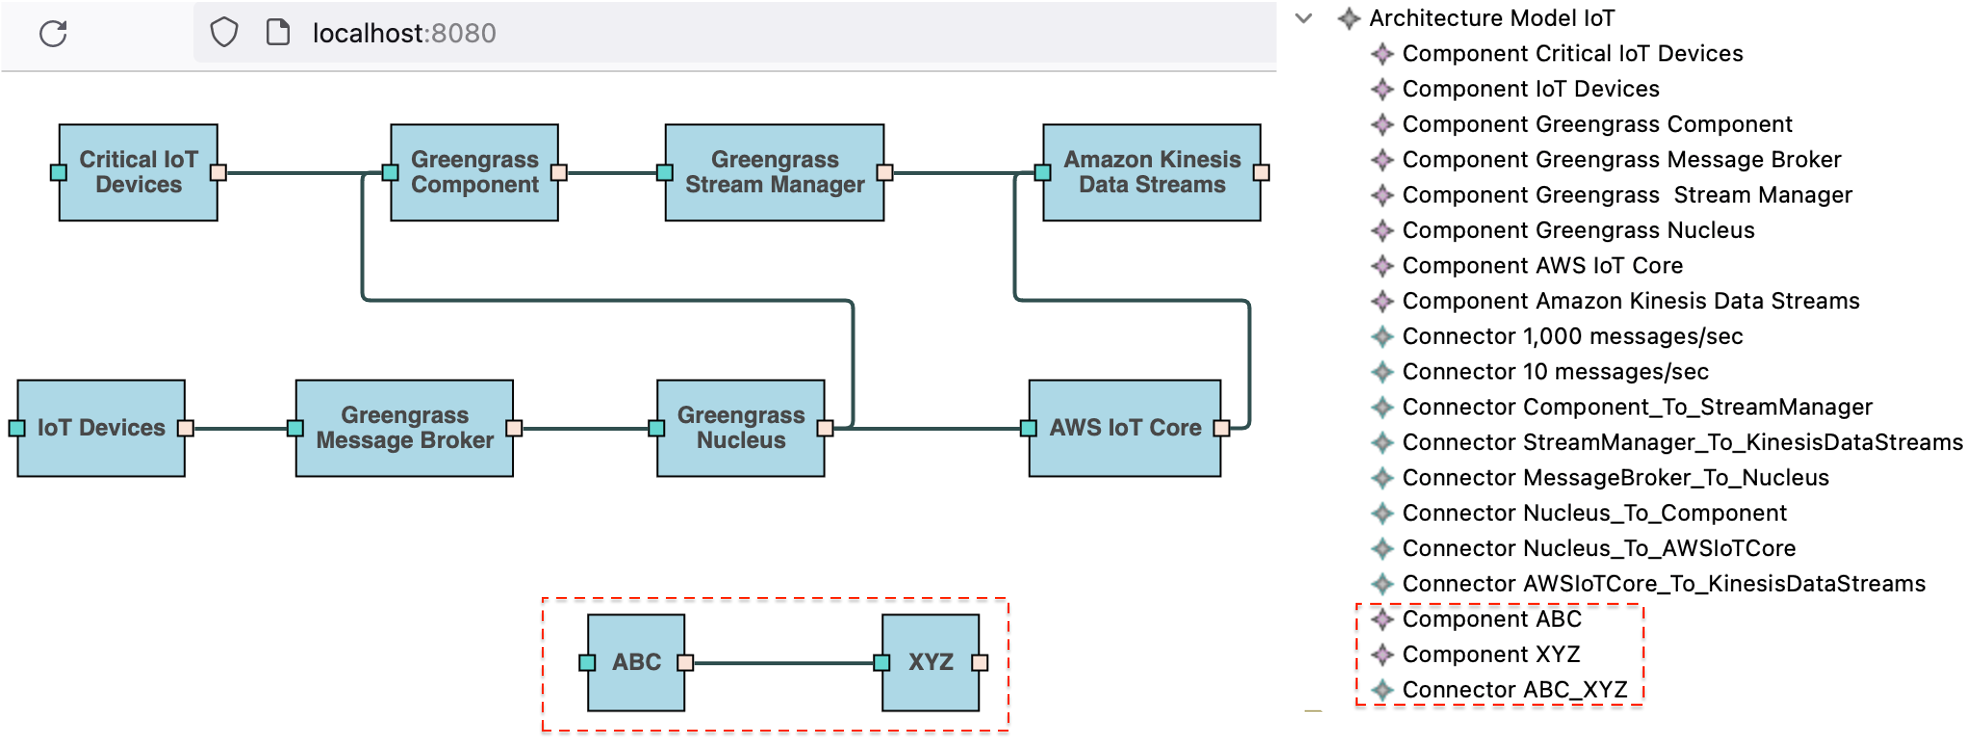 localhost:8080
Critical IoT
Devices
Greengrass
Component
Greengrass
Stream Manager
Amazon Kinesis
Data Streams
IoT Devices
Greengrass
Message Broker
Greengrass
Nucleus
AWS IoT Core
ABC
XYZ
Architecture Model IoT
Component Critical IoT Devices
Component IoT Devices
Component Greengrass Component
Component Greengrass Message Broker
Component Greengrass  Stream Manager
Component Greengrass Nucleus
Component AWS IoT Core
Component Amazon Kinesis Data Streams
Connector 1,000 messages/sec
Connector 10 messages/sec
Connector Component_To_StreamManager
Connector StreamManager_To_KinesisDataStreams
Connector MessageBroker_To_Nucleus
Connector Nucleus_To_Component
Connector Nucleus_To_AWSIoTCore
Connector AWSIoTCore_To_KinesisDataStreams
Component ABC
Component XYZ
Connector ABC_XYZ